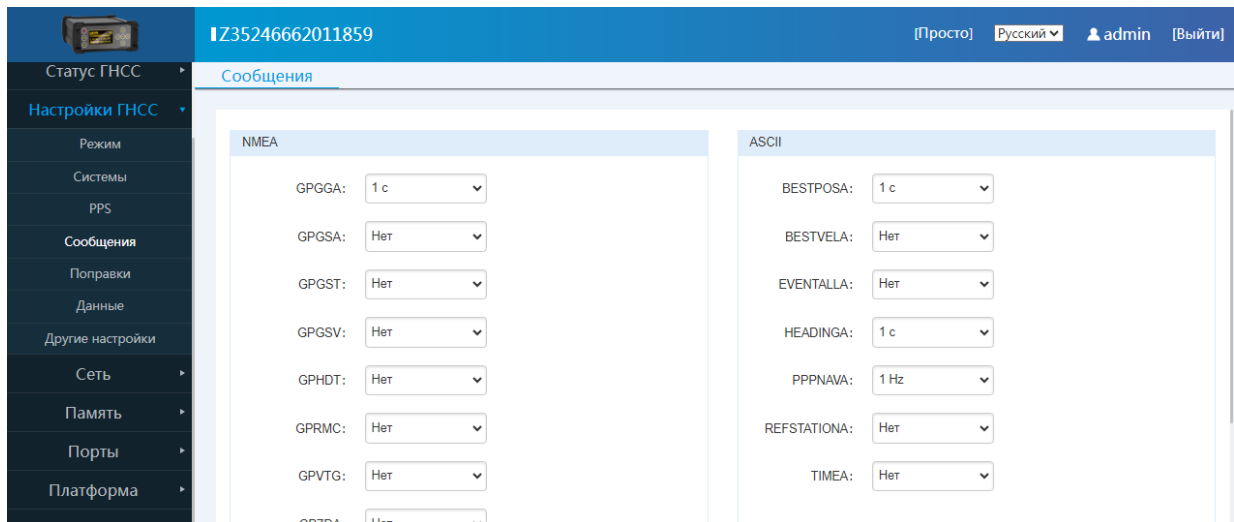 IZ35246662011859 [Просто] Русский admin [Выйти]
Статус ГНСС
Настройки ГНСС
Режим
Системы
PPS
Сообщения
Поправки
Данные
Другие настройки
Сеть
Память
Порты
Платформа
Сообщения
NMEA
GPGGA: 1 с
GPGSA: Нет
GPGST: Нет
GPGSV: Нет
GPHDT: Нет
GPRMC: Нет
GPVTG: Нет
ASCII
BESTPOSA: 1 с
BESTVELA: Нет
EVENTALLA: Нет
HEADINGA: 1 с
PPPNAVA: 1 Hz
REFSTATIONA: Нет
TIMEA: Нет